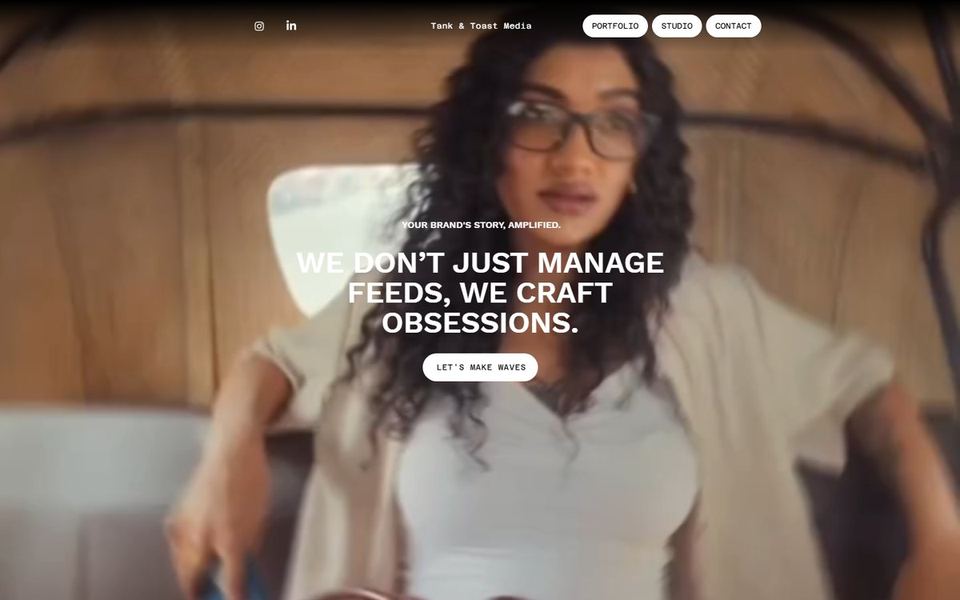 Tank & Toast Media
PORTFOLIO
STUDIO
CONTACT
YOUR BRAND'S STORY, AMPLIFIED.
WE DON’T JUST MANAGE
FEEDS, WE CRAFT
OBSESSIONS.
LET'S MAKE WAVES